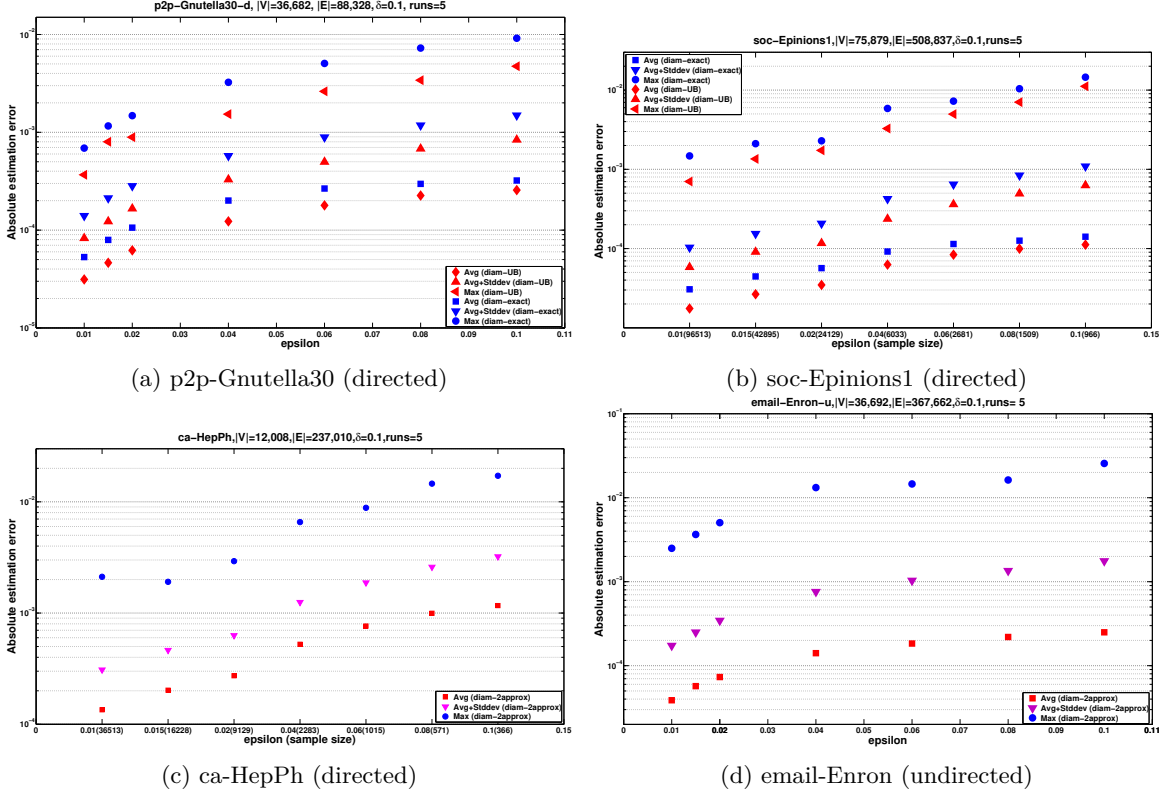 p2p-Gnutella30-d, |V|=36,682, |E|=88,328,δ=0.1, runs=5
Absolute estimation error
10^-2
10^-3
10^-4
10^-5
Avg (diam-UB)
Avg+Stddev (diam-UB)
Max (diam-UB)
Avg (diam-exact)
Avg+Stddev (diam-exact)
Max (diam-exact)
0 0.01 0.02 0.03 0.04 0.05 0.06 0.07 0.08 0.09 0.1 0.11
epsilon
(a) p2p-Gnutella30 (directed)
soc-Epinions1,|V|=75,879,|E|=508,837,δ=0.1,runs=5
Absolute estimation error
Avg (diam-exact)
Avg+Stddev (diam-exact)
Max (diam-exact)
Avg (diam-UB)
Avg+Stddev (diam-UB)
Max (diam-UB)
10^-2
10^-3
10^-4
0 0.01(96513) 0.015(42895) 0.02(24129) 0.04(6033) 0.06(2681) 0.08(1509) 0.1(966) 0.15
epsilon (sample size)
(b) soc-Epinions1 (directed)
ca-HepPh,|V|=12,008,|E|=237,010,δ=0.1,runs=5
Absolute estimation error
10^-2
10^-3
10^-4
Avg (diam-2approx)
Avg+Stddev (diam-2approx)
Max (diam-2approx)
0 0.01(36513) 0.015(16228) 0.02(9129) 0.04(2283) 0.06(1015) 0.08(571) 0.1(366) 0.15
epsilon (sample size)
(c) ca-HepPh (directed)
email-Enron-u,|V|=36,692,|E|=367,662,δ=0.1,runs= 5
Absolute estimation error
10^-1
10^-2
10^-3
10^-4
Avg (diam-2approx)
Avg+Stddev (diam-2approx)
Max (diam-2approx)
0 0.01 0.02 0.03 0.04 0.05 0.06 0.07 0.08 0.09 0.1 0.11
epsilon
(d) email-Enron (undirected)